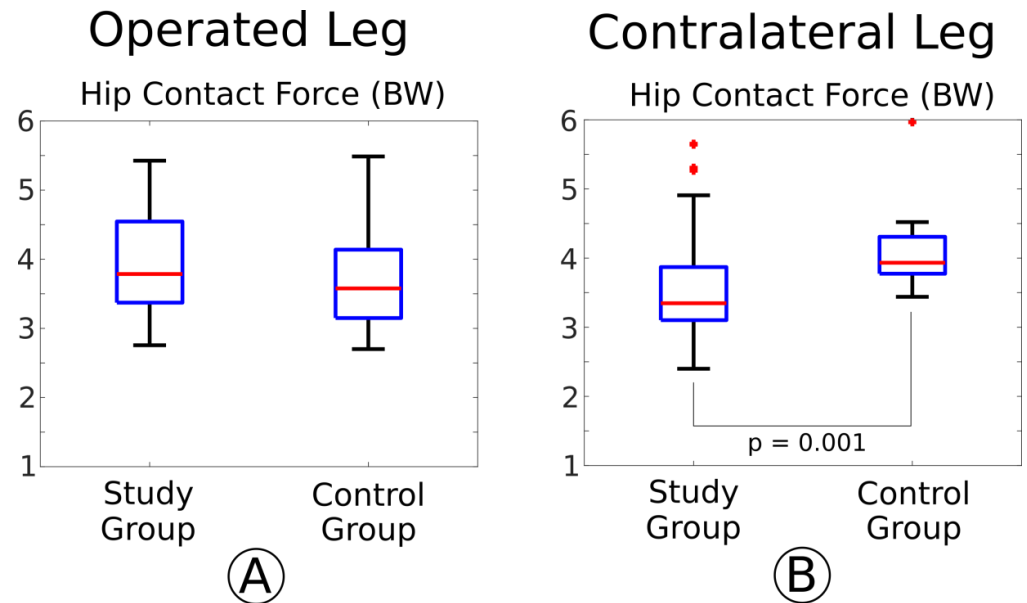 Operated Leg
Hip Contact Force (BW)
6
5
4
3
2
1
Study
Group
Control
Group
A
Contralateral Leg
Hip Contact Force (BW)
6
5
4
3
2
1
p = 0.001
Study
Group
Control
Group
B